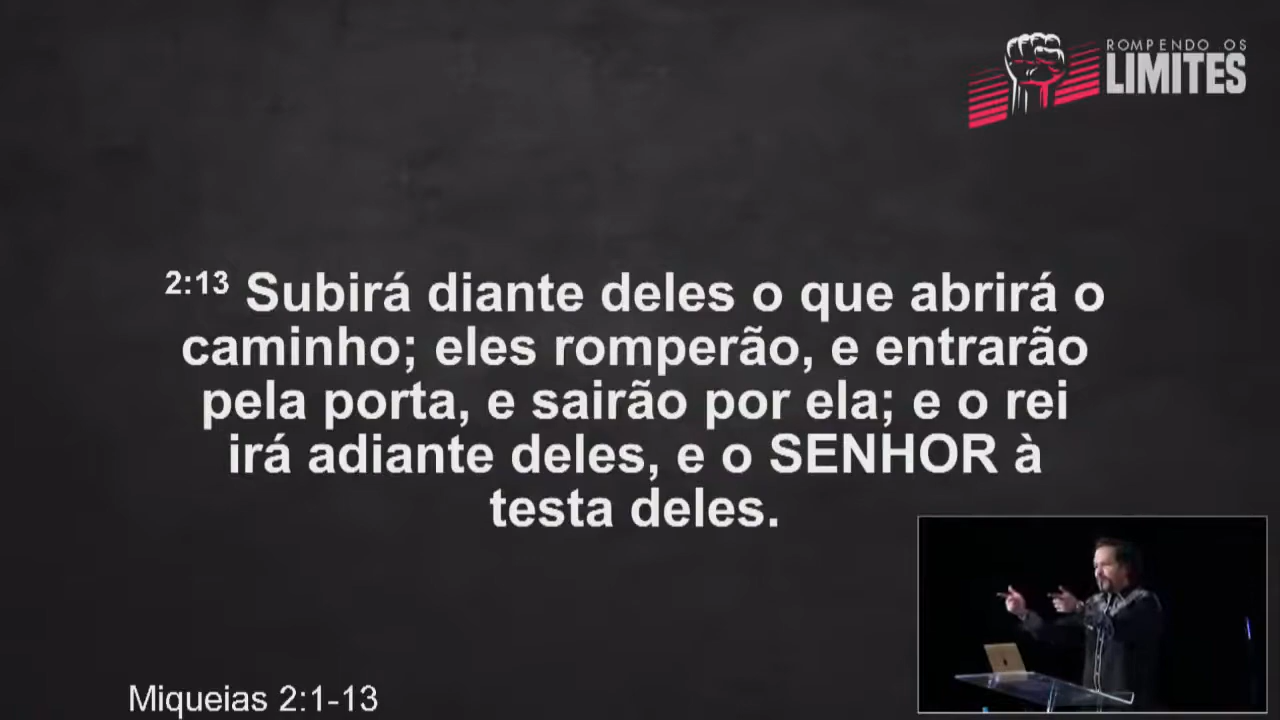 ROMPENDO OS
LIMITES
2:13 Subirá diante deles o que abrirá o
caminho; eles romperão, e entrarão
pela porta, e sairão por ela; e o rei
irá adiante deles, e o SENHOR à
testa deles.
Miqueias 2:1-13